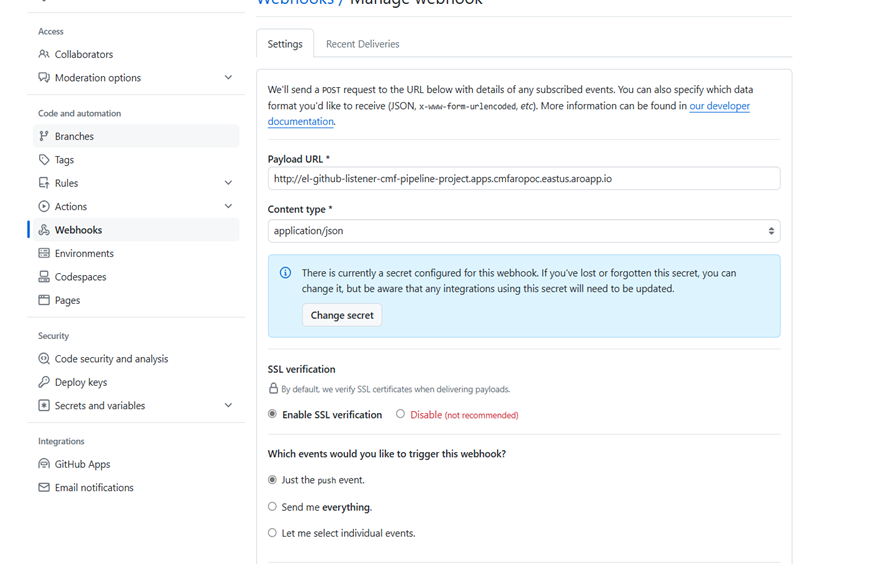 Webhooks / Manage webhook
Access
Collaborators
Moderation options
Code and automation
Branches
Tags
Rules
Actions
Webhooks
Environments
Codespaces
Pages
Security
Code security and analysis
Deploy keys
Secrets and variables
Integrations
GitHub Apps
Email notifications
Settings
Recent Deliveries
We'll send a POST request to the URL below with details of any subscribed events. You can also specify which data
format you'd like to receive (JSON, x-www-form-urlencoded, etc). More information can be found in our developer
documentation.
Payload URL *
http://el-github-listener-cmf-pipeline-project.apps.cmfaropoc.eastus.aroapp.io
Content type *
application/json
There is currently a secret configured for this webhook. If you've lost or forgotten this secret, you can
change it, but be aware that any integrations using this secret will need to be updated.
Change secret
SSL verification
By default, we verify SSL certificates when delivering payloads.
Enable SSL verification
Disable (not recommended)
Which events would you like to trigger this webhook?
Just the push event.
Send me everything.
Let me select individual events.